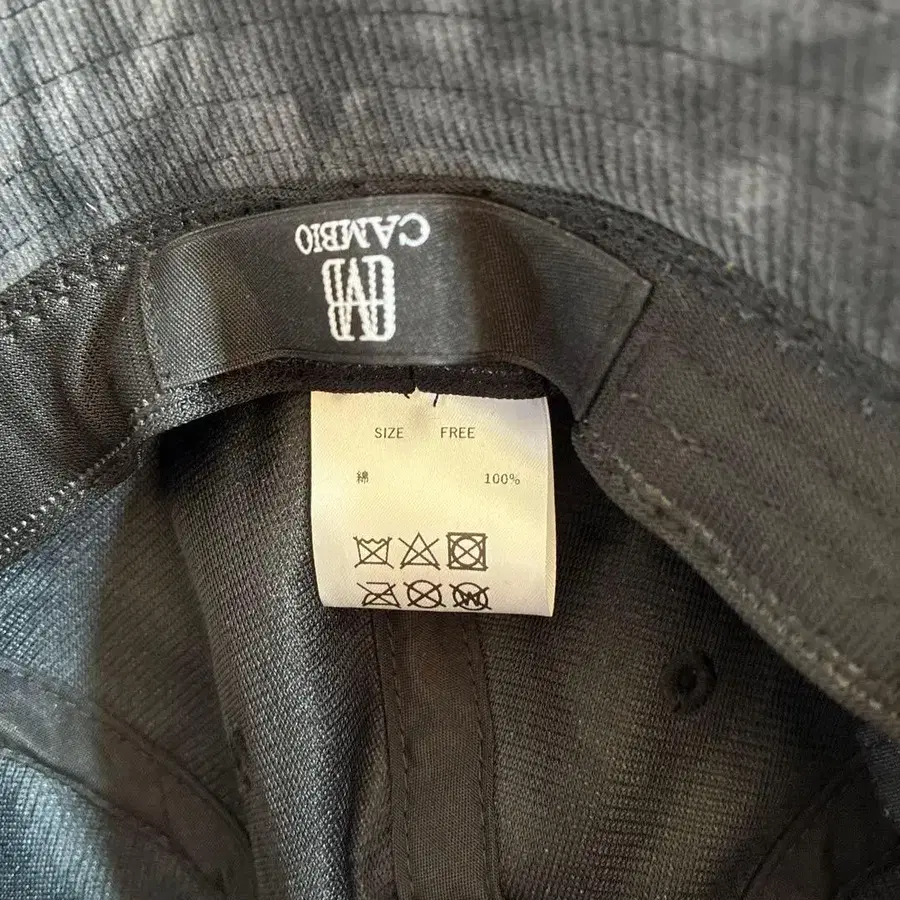 CAMBIO
SIZE FREE
綿 100%